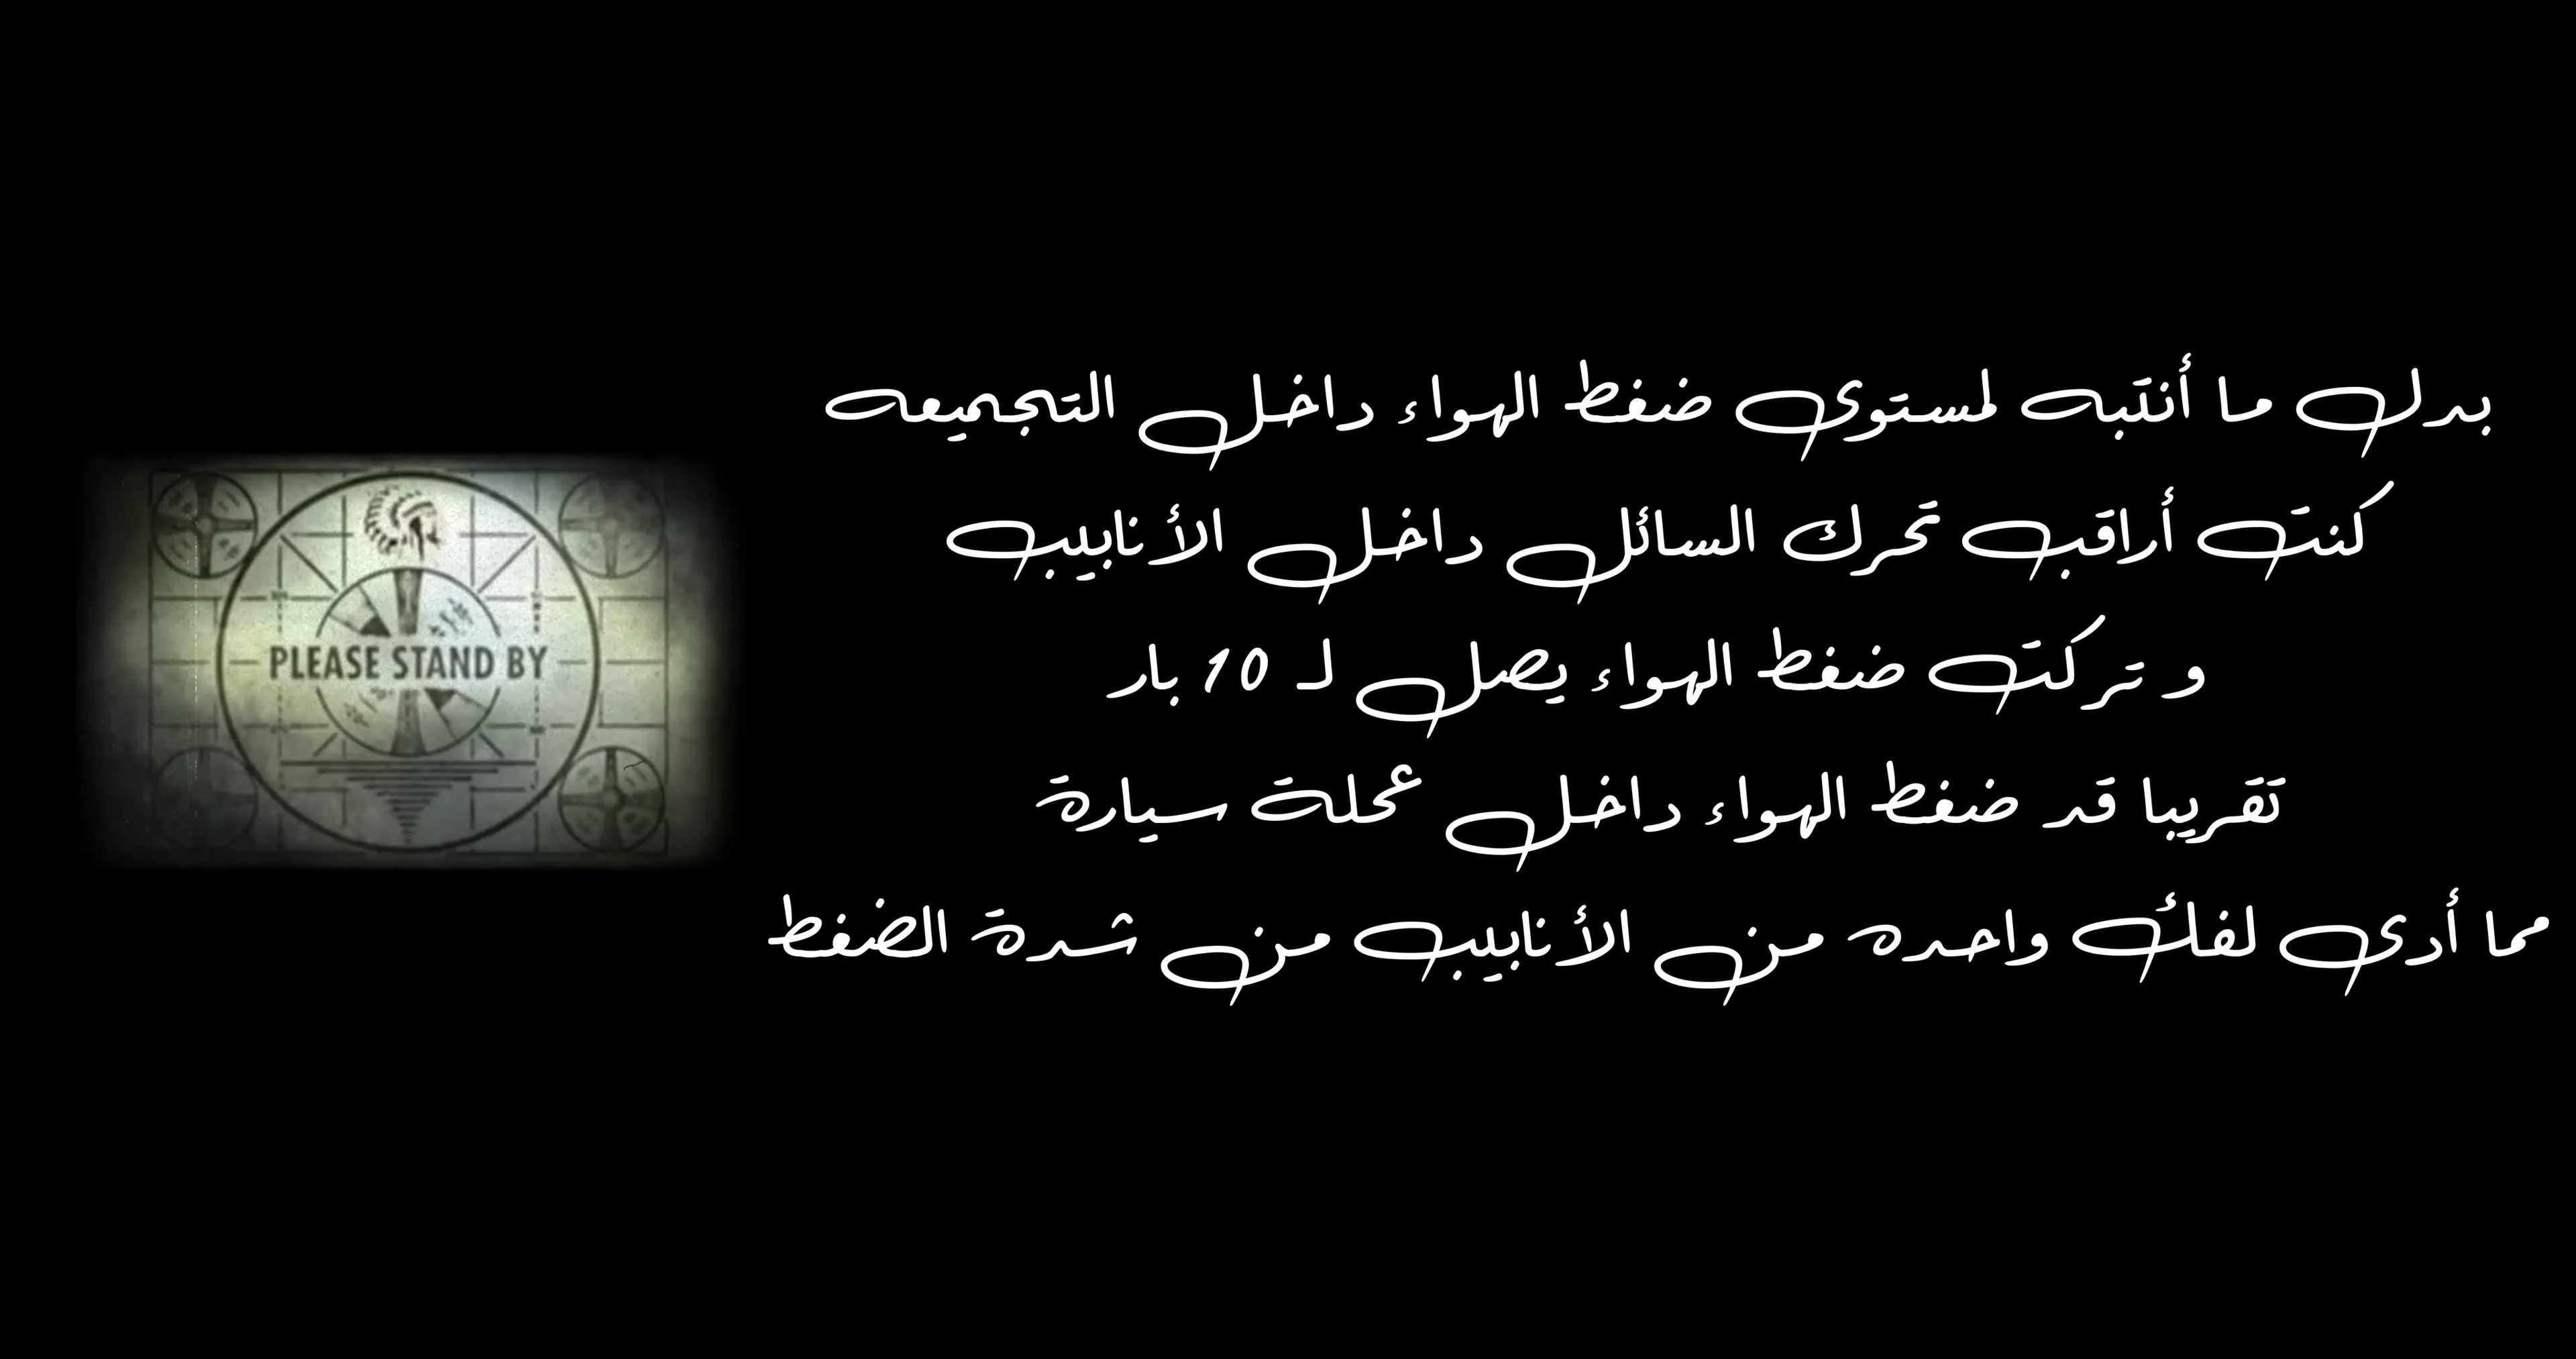 بدل ما أنتبه لمستوى ضغط الهواء داخل التجميعه
كنت أراقب تحرك السائل داخل الأنابيب
و تركت ضغط الهواء يصل لـ 10 بار
تقريبا قد ضغط الهواء داخل عجلة سيارة
مما أدى لفك واحده من الأنابيب من شدة الضغط
PLEASE STAND BY